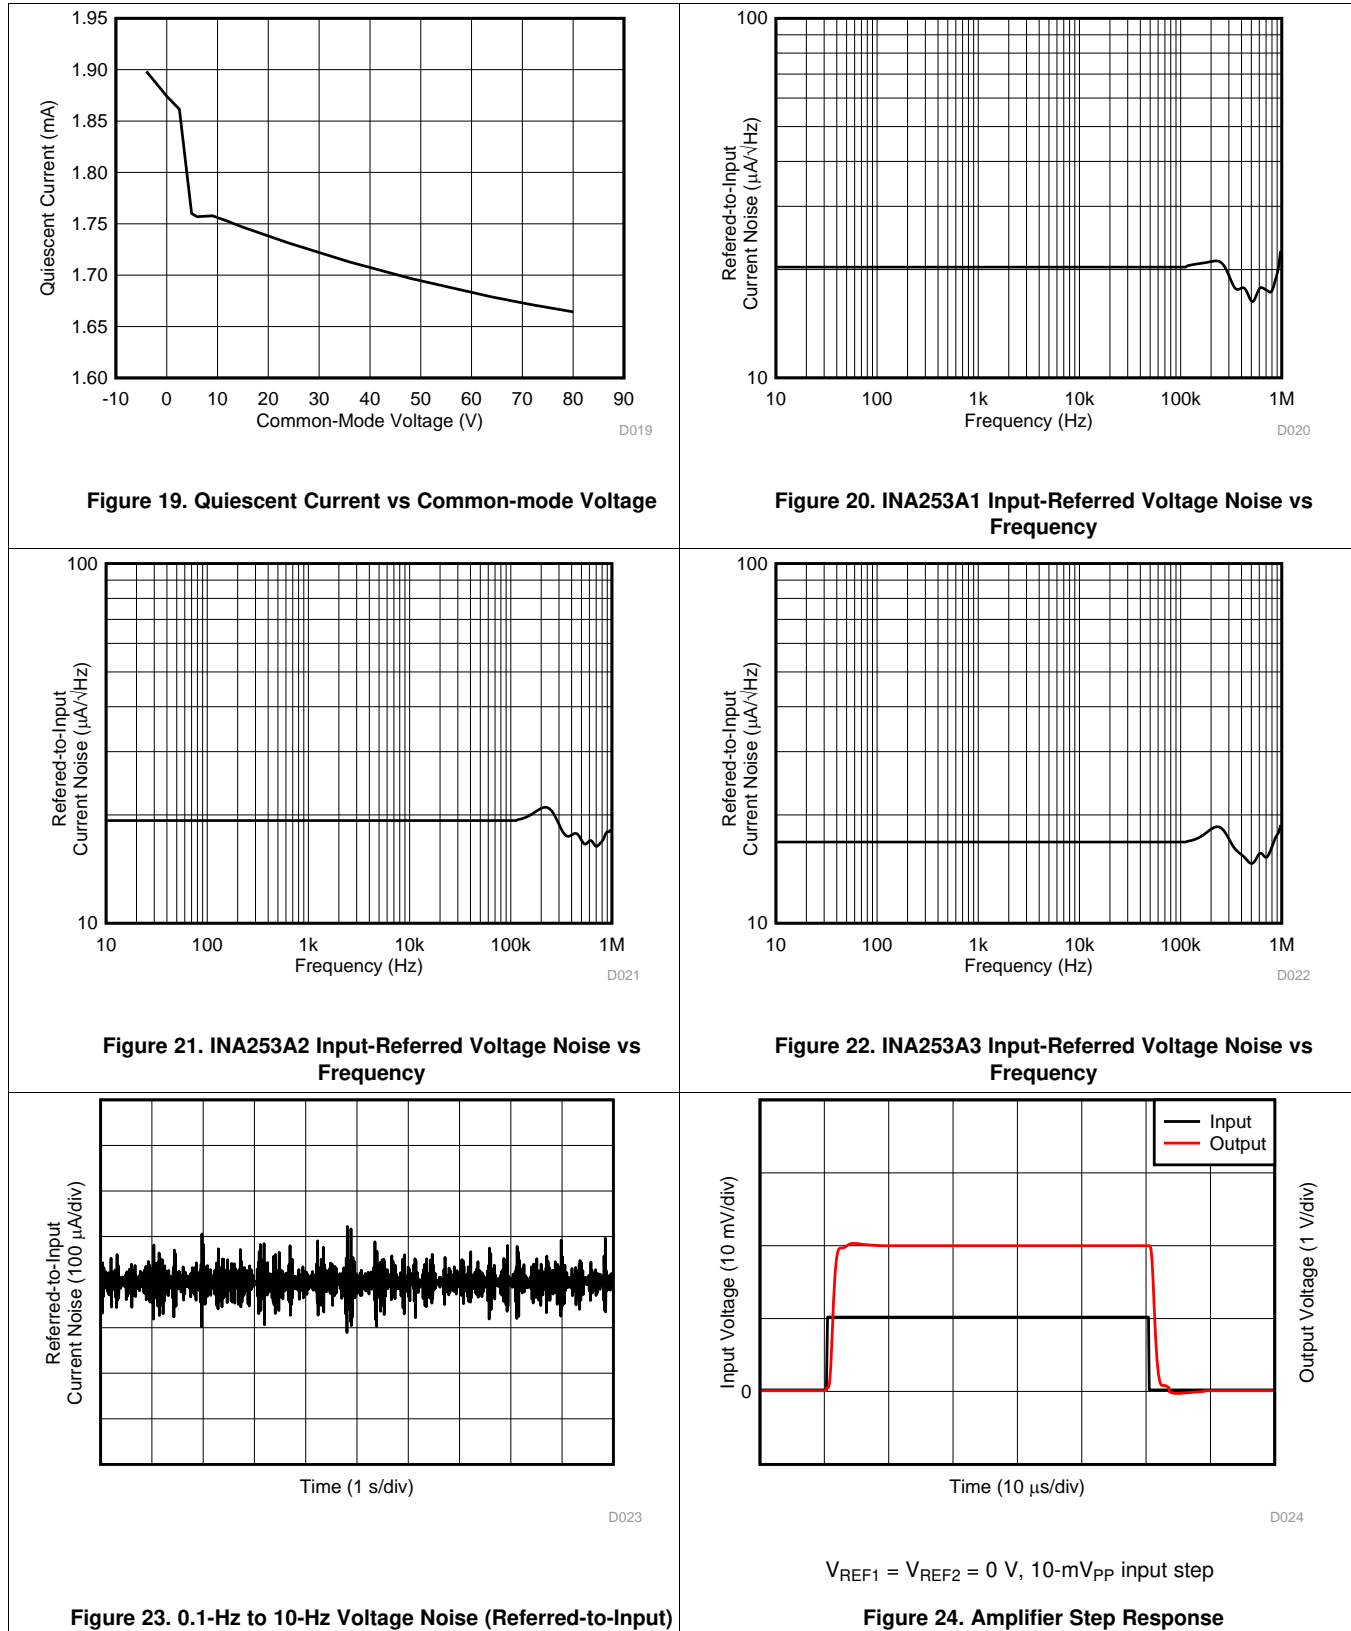 1.95
1.90
1.85
1.80
1.75
1.70
1.65
1.60
Quiescent Current (mA)
-10 0 10 20 30 40 50 60 70 80 90
Common-Mode Voltage (V)
D019
Figure 19. Quiescent Current vs Common-mode Voltage
100
10
Refered-to-Input
Current Noise (μA/√Hz)
10 100 1k 10k 100k 1M
Frequency (Hz)
D020
Figure 20. INA253A1 Input-Referred Voltage Noise vs
Frequency
100
10
Refered-to-Input
Current Noise (μA/√Hz)
10 100 1k 10k 100k 1M
Frequency (Hz)
D021
Figure 21. INA253A2 Input-Referred Voltage Noise vs
Frequency
100
10
Refered-to-Input
Current Noise (μA/√Hz)
10 100 1k 10k 100k 1M
Frequency (Hz)
D022
Figure 22. INA253A3 Input-Referred Voltage Noise vs
Frequency
Referred-to-Input
Current Noise (100 μA/div)
Time (1 s/div)
D023
Figure 23. 0.1-Hz to 10-Hz Voltage Noise (Referred-to-Input)
Input
Output
Input Voltage (10 mV/div)
0
Output Voltage (1 V/div)
Time (10 μs/div)
D024
VREF1 = VREF2 = 0 V, 10-mVPP input step
Figure 24. Amplifier Step Response